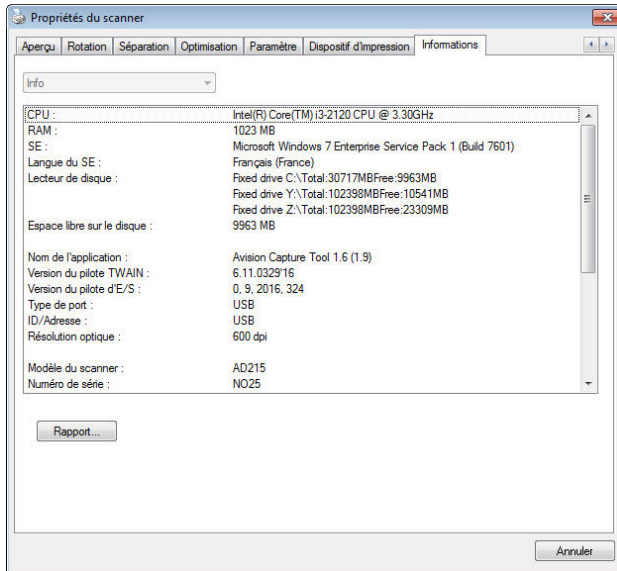 Propriétés du scanner
Aperçu Rotation Séparation Optimisation Paramètre Dispositif d'impression Informations
Info
CPU : Intel(R) Core(TM) i3-2120 CPU @ 3.30GHz
RAM : 1023 MB
SE : Microsoft Windows 7 Enterprise Service Pack 1 (Build 7601)
Langue du SE : Français (France)
Lecteur de disque : Fixed drive C:\Total:30717MBFree:9963MB
Fixed drive Y:\Total:102398MBFree:10541MB
Fixed drive Z:\Total:102398MBFree:23309MB
Espace libre sur le disque : 9963 MB
Nom de l'application : Avision Capture Tool 1.6 (1.9)
Version du pilote TWAIN : 6.11.0329'16
Version du pilote d'E/S : 0, 9, 2016, 324
Type de port : USB
ID/Adresse : USB
Résolution optique : 600 dpi
Modèle du scanner : AD215
Numéro de série : NO25
Rapport...
Annuler